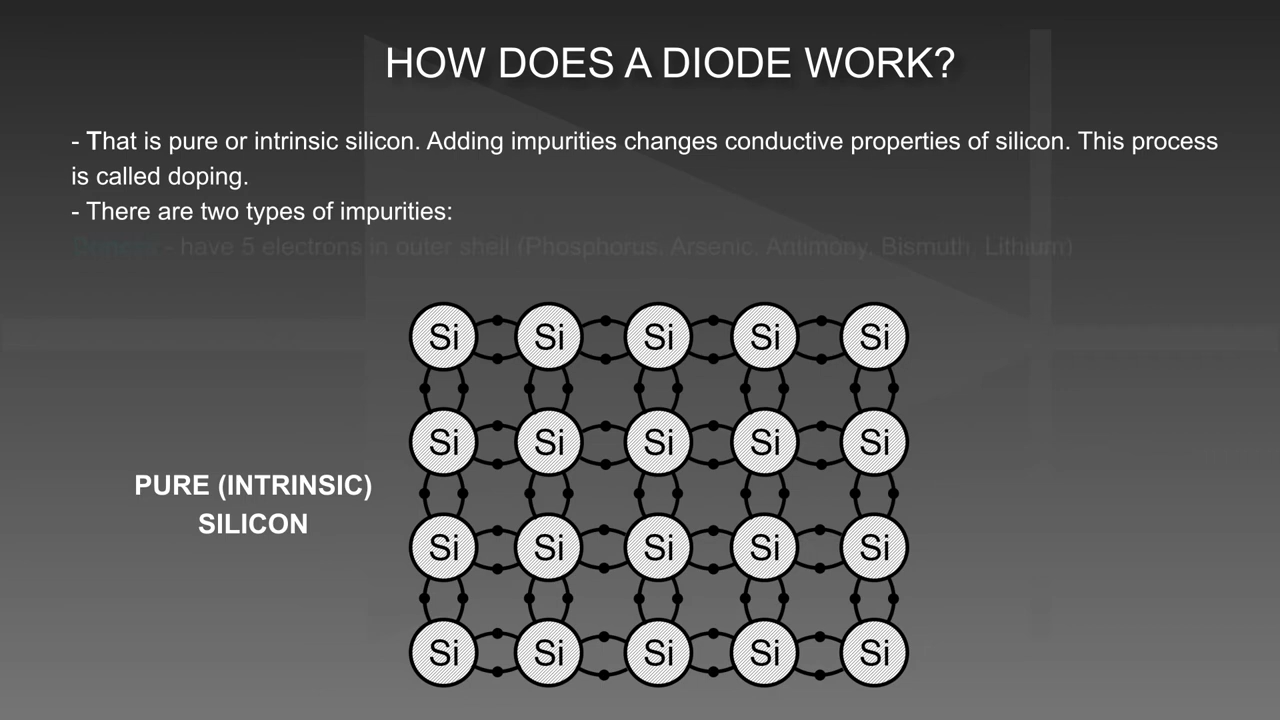 HOW DOES A DIODE WORK?
- That is pure or intrinsic silicon. Adding impurities changes conductive properties of silicon. This process
is called doping.
- There are two types of impurities:
- have 5 electrons in outer shell (Phosphorus, Arsenic, Antimony, Bismuth, Lithium)
Si Si Si Si Si
Si Si Si Si Si
PURE (INTRINSIC)
SILICON
Si Si Si Si Si
Si Si Si Si Si